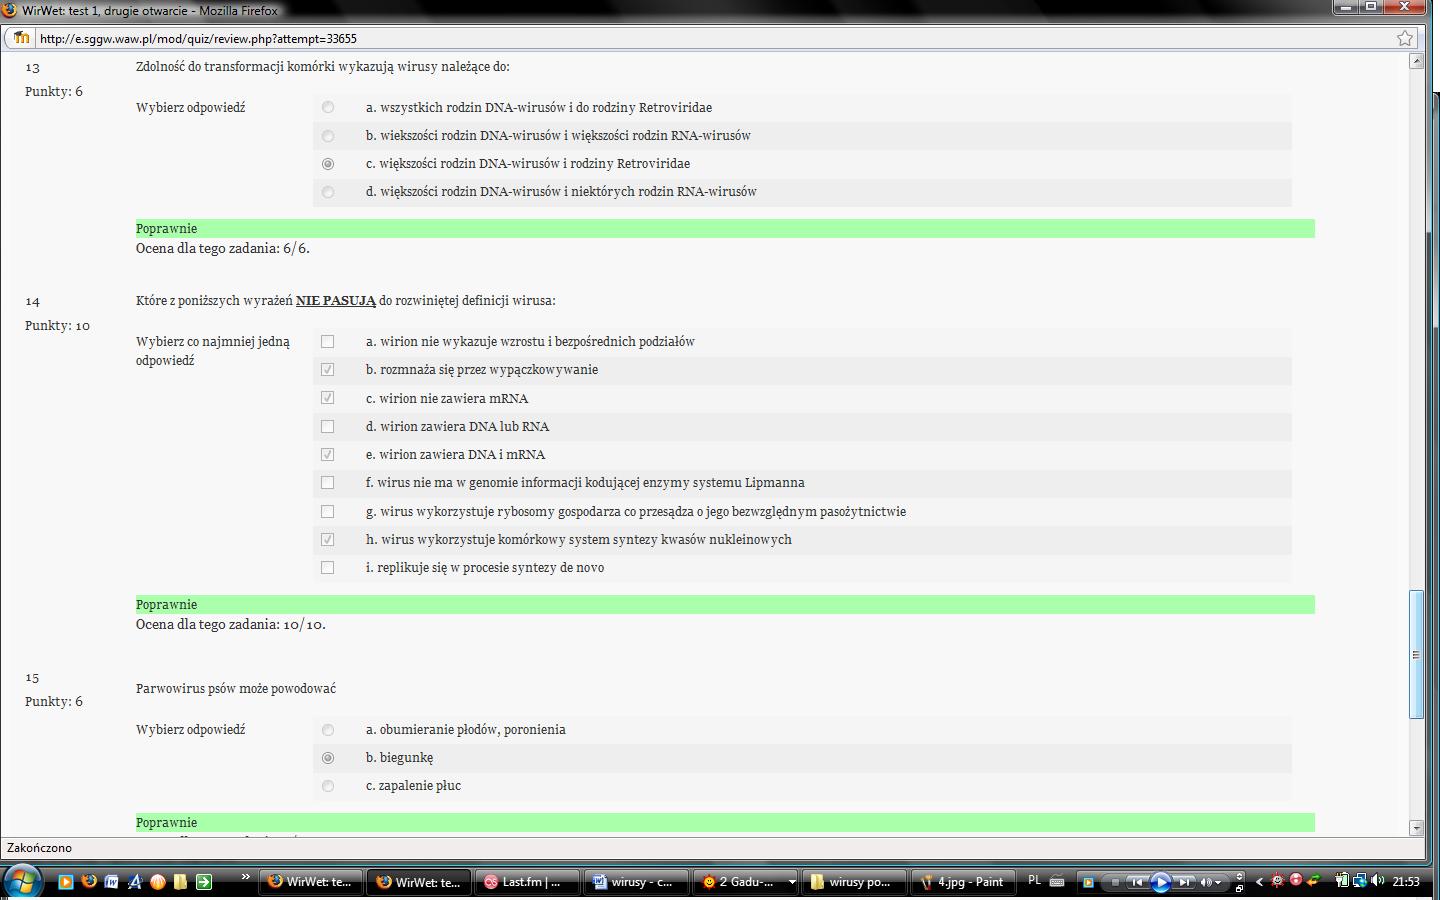 WirWet: test 1, drugie otwarcie - Mozilla Firefox
http://e.sggw.waw.pl/mod/quiz/review.php?attempt=33655
13
Zdolność do transformacji komórki wykazują wirusy należące do:
Punkty: 6
Wybierz odpowiedź
a. wszystkich rodzin DNA-wirusów i do rodziny Retroviridae
b. wiekszości rodzin DNA-wirusów i większości rodzin RNA-wirusów
c. większości rodzin DNA-wirusów i rodziny Retroviridae
d. większości rodzin DNA-wirusów i niektórych rodzin RNA-wirusów
Poprawnie
Ocena dla tego zadania: 6/6.
14
Które z poniższych wyrażeń NIE PASUJĄ do rozwiniętej definicji wirusa:
Punkty: 10
Wybierz co najmniej jedną
odpowiedź
a. wirion nie wykazuje wzrostu i bezpośrednich podziałów
b. rozmnaża się przez wypączkowywanie
c. wirion nie zawiera mRNA
d. wirion zawiera DNA lub RNA
e. wirion zawiera DNA i mRNA
f. wirus nie ma w genomie informacji kodującej enzymy systemu Lipmanna
g. wirus wykorzystuje rybosomy gospodarza co przesądza o jego bezwzględnym pasożytnictwie
h. wirus wykorzystuje komórkowy system syntezy kwasów nukleinowych
i. replikuje się w procesie syntezy de novo
Poprawnie
Ocena dla tego zadania: 10/10.
15
Parwowirus psów może powodować
Punkty: 6
Wybierz odpowiedź
a. obumieranie płodów, poronienia
b. biegunkę
c. zapalenie płuc
Poprawnie
Zakończono
WirWet: te...
WirWet: te...
Last.fm | ...
wirusy - c...
2 Gadu-...
wirusy po...
4.jpg - Paint
PL
21:53